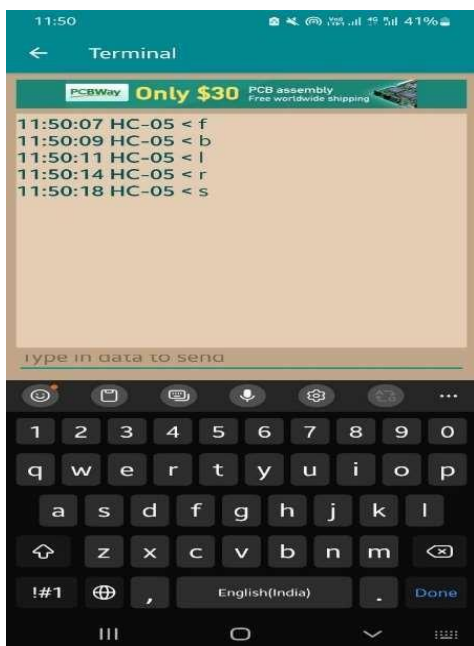 11:50
41%
Terminal
PCBWay Only $30 PCB assembly
Free worldwide shipping
11:50:07 HC-05 < f
11:50:09 HC-05 < b
11:50:11 HC-05 < l
11:50:14 HC-05 < r
11:50:18 HC-05 < s
Type in data to send
1 2 3 4 5 6 7 8 9 0
q w e r t y u i o p
a s d f g h j k l
z x c v b n m
!#1 , English(India) . Done